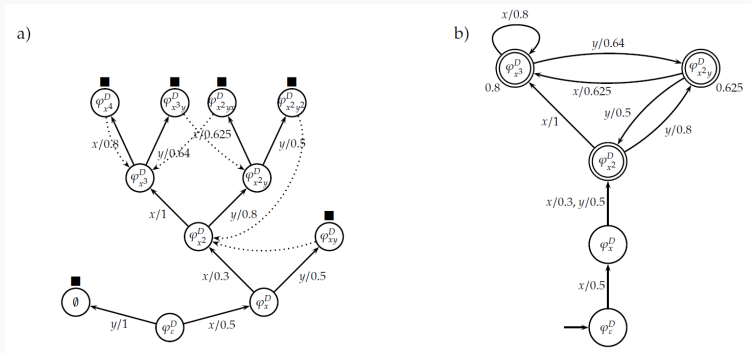 a)
b)
x/0.8
y/0.64
x/0.625
0.8
0.625
φ^D_{x^3}
φ^D_{x^2y}
y/0.5
x/1
y/0.8
φ^D_{x^2}
x/0.3, y/0.5
φ^D_x
x/0.5
φ^D_ε
φ^D_{x^4}
φ^D_{x^3y}
φ^D_{x^2yx}
φ^D_{x^2y^2}
x/0.8
y/0.64
x/0.625
y/0.5
φ^D_{x^3}
φ^D_{x^2y}
x/1
y/0.8
φ^D_{x^2}
φ^D_{xy}
x/0.3
y/0.5
∅
φ^D_x
y/1
x/0.5
φ^D_ε